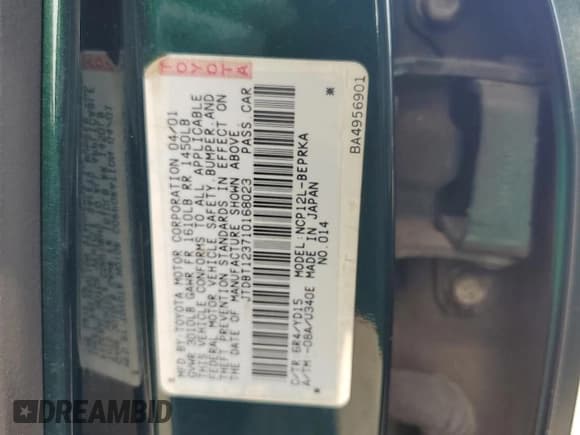 TOYOTA
MFD BY TOYOTA MOTOR CORPORATION 04/01
GVWR 3010LB GAWR FR 1610LB RR 1450LB
THIS VEHICLE CONFORMS TO ALL APPLICABLE
FEDERAL MOTOR VEHICLE SAFETY BUMPER AND
THEFT PREVENTION STANDARDS IN EFFECT ON
THE DATE OF MANUFACTURE SHOWN ABOVE.
JTDBT123710168023 PASS.CAR
C/TR 6R4/YD15 MODEL:NCP12L-BEPRKA
A/TM -08A/U340E MADE IN JAPAN
NO.014
BA4956901
DREAMBID